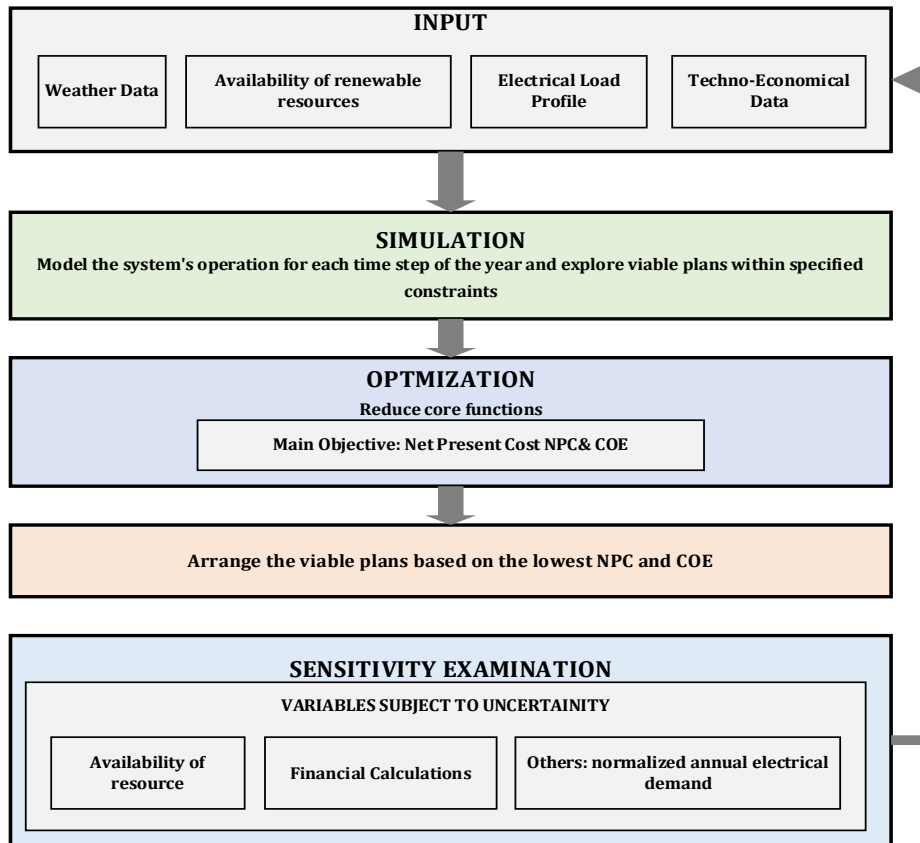 INPUT
Weather Data
Availability of renewable
resources
Electrical Load
Profile
Techno-Economical
Data
SIMULATION
Model the system's operation for each time step of the year and explore viable plans within specified
constraints
OPTMIZATION
Reduce core functions
Main Objective: Net Present Cost NPC& COE
Arrange the viable plans based on the lowest NPC and COE
SENSITIVITY EXAMINATION
VARIABLES SUBJECT TO UNCERTAINITY
Availability of
resource
Financial Calculations
Others: normalized annual electrical
demand